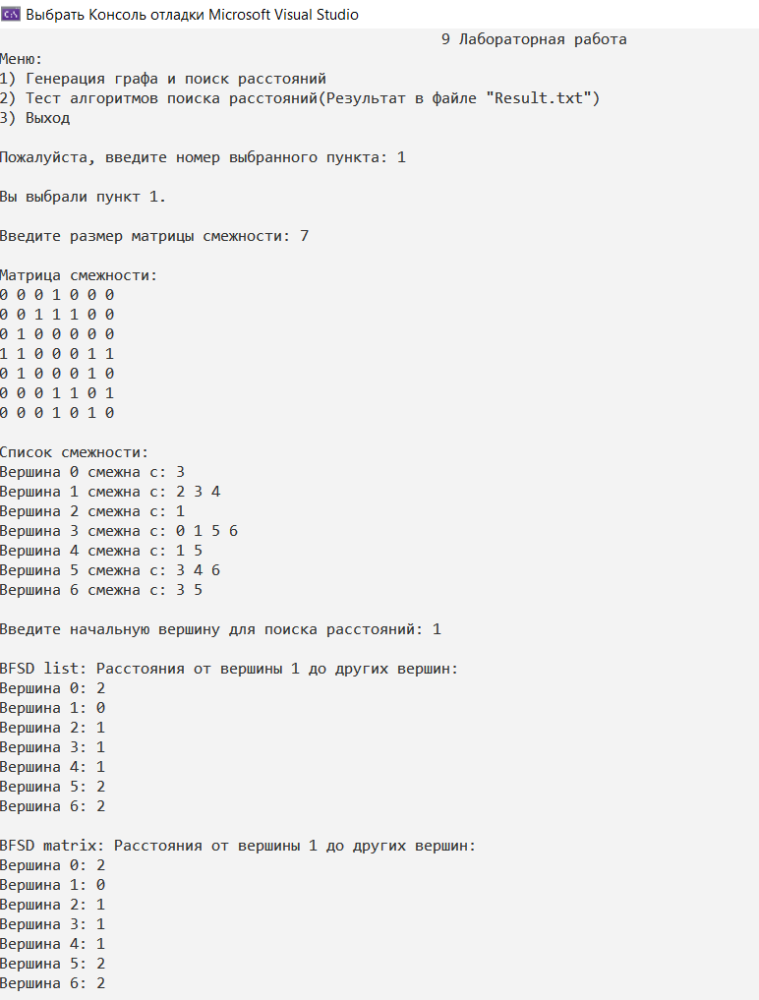 Выбрать Консоль отладки Microsoft Visual Studio
9 Лабораторная работа
Меню:
1) Генерация графа и поиск расстояний
2) Тест алгоритмов поиска расстояний(Результат в файле "Result.txt")
3) Выход
Пожалуйста, введите номер выбранного пункта: 1
Вы выбрали пункт 1.
Введите размер матрицы смежности: 7
Матрица смежности:
0 0 0 1 0 0 0
0 0 1 1 1 0 0
0 1 0 0 0 0 0
1 1 0 0 0 1 1
0 1 0 0 0 1 0
0 0 0 1 1 0 1
0 0 0 1 0 1 0
Список смежности:
Вершина 0 смежна с: 3
Вершина 1 смежна с: 2 3 4
Вершина 2 смежна с: 1
Вершина 3 смежна с: 0 1 5 6
Вершина 4 смежна с: 1 5
Вершина 5 смежна с: 3 4 6
Вершина 6 смежна с: 3 5
Введите начальную вершину для поиска расстояний: 1
BFSD list: Расстояния от вершины 1 до других вершин:
Вершина 0: 2
Вершина 1: 0
Вершина 2: 1
Вершина 3: 1
Вершина 4: 1
Вершина 5: 2
Вершина 6: 2
BFSD matrix: Расстояния от вершины 1 до других вершин:
Вершина 0: 2
Вершина 1: 0
Вершина 2: 1
Вершина 3: 1
Вершина 4: 1
Вершина 5: 2
Вершина 6: 2